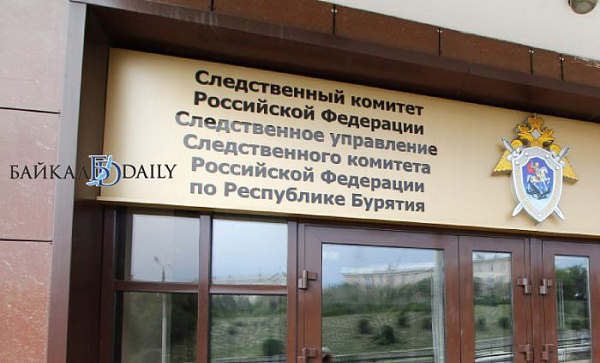 Следственный комитет
Российской Федерации
Следственное управление
Следственного комитета
Российской Федерации
по Республике Бурятия
БАЙКАЛ DAILY